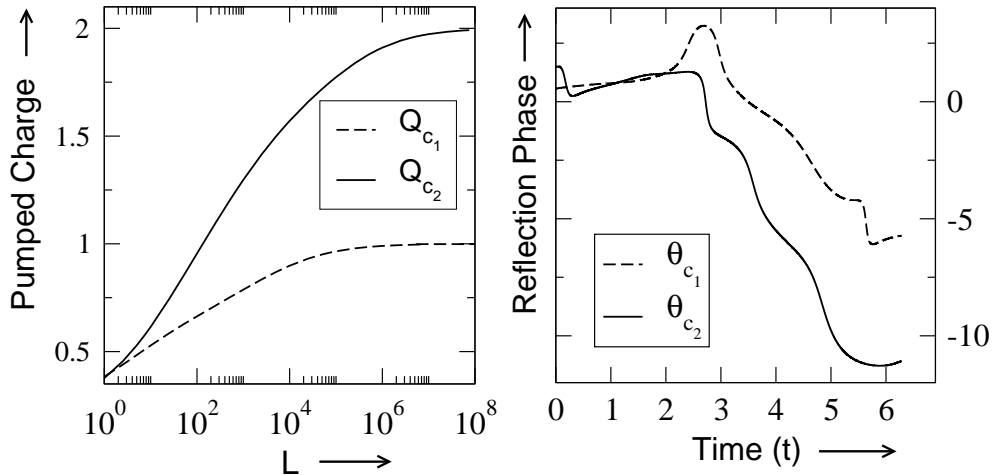 Pumped Charge
2
1.5
1
0.5
Q_{c_1}
Q_{c_2}
10^0 10^2 10^4 10^6 10^8
L
Reflection Phase
0
-5
-10
θ_{c_1}
θ_{c_2}
0 1 2 3 4 5 6
Time (t)